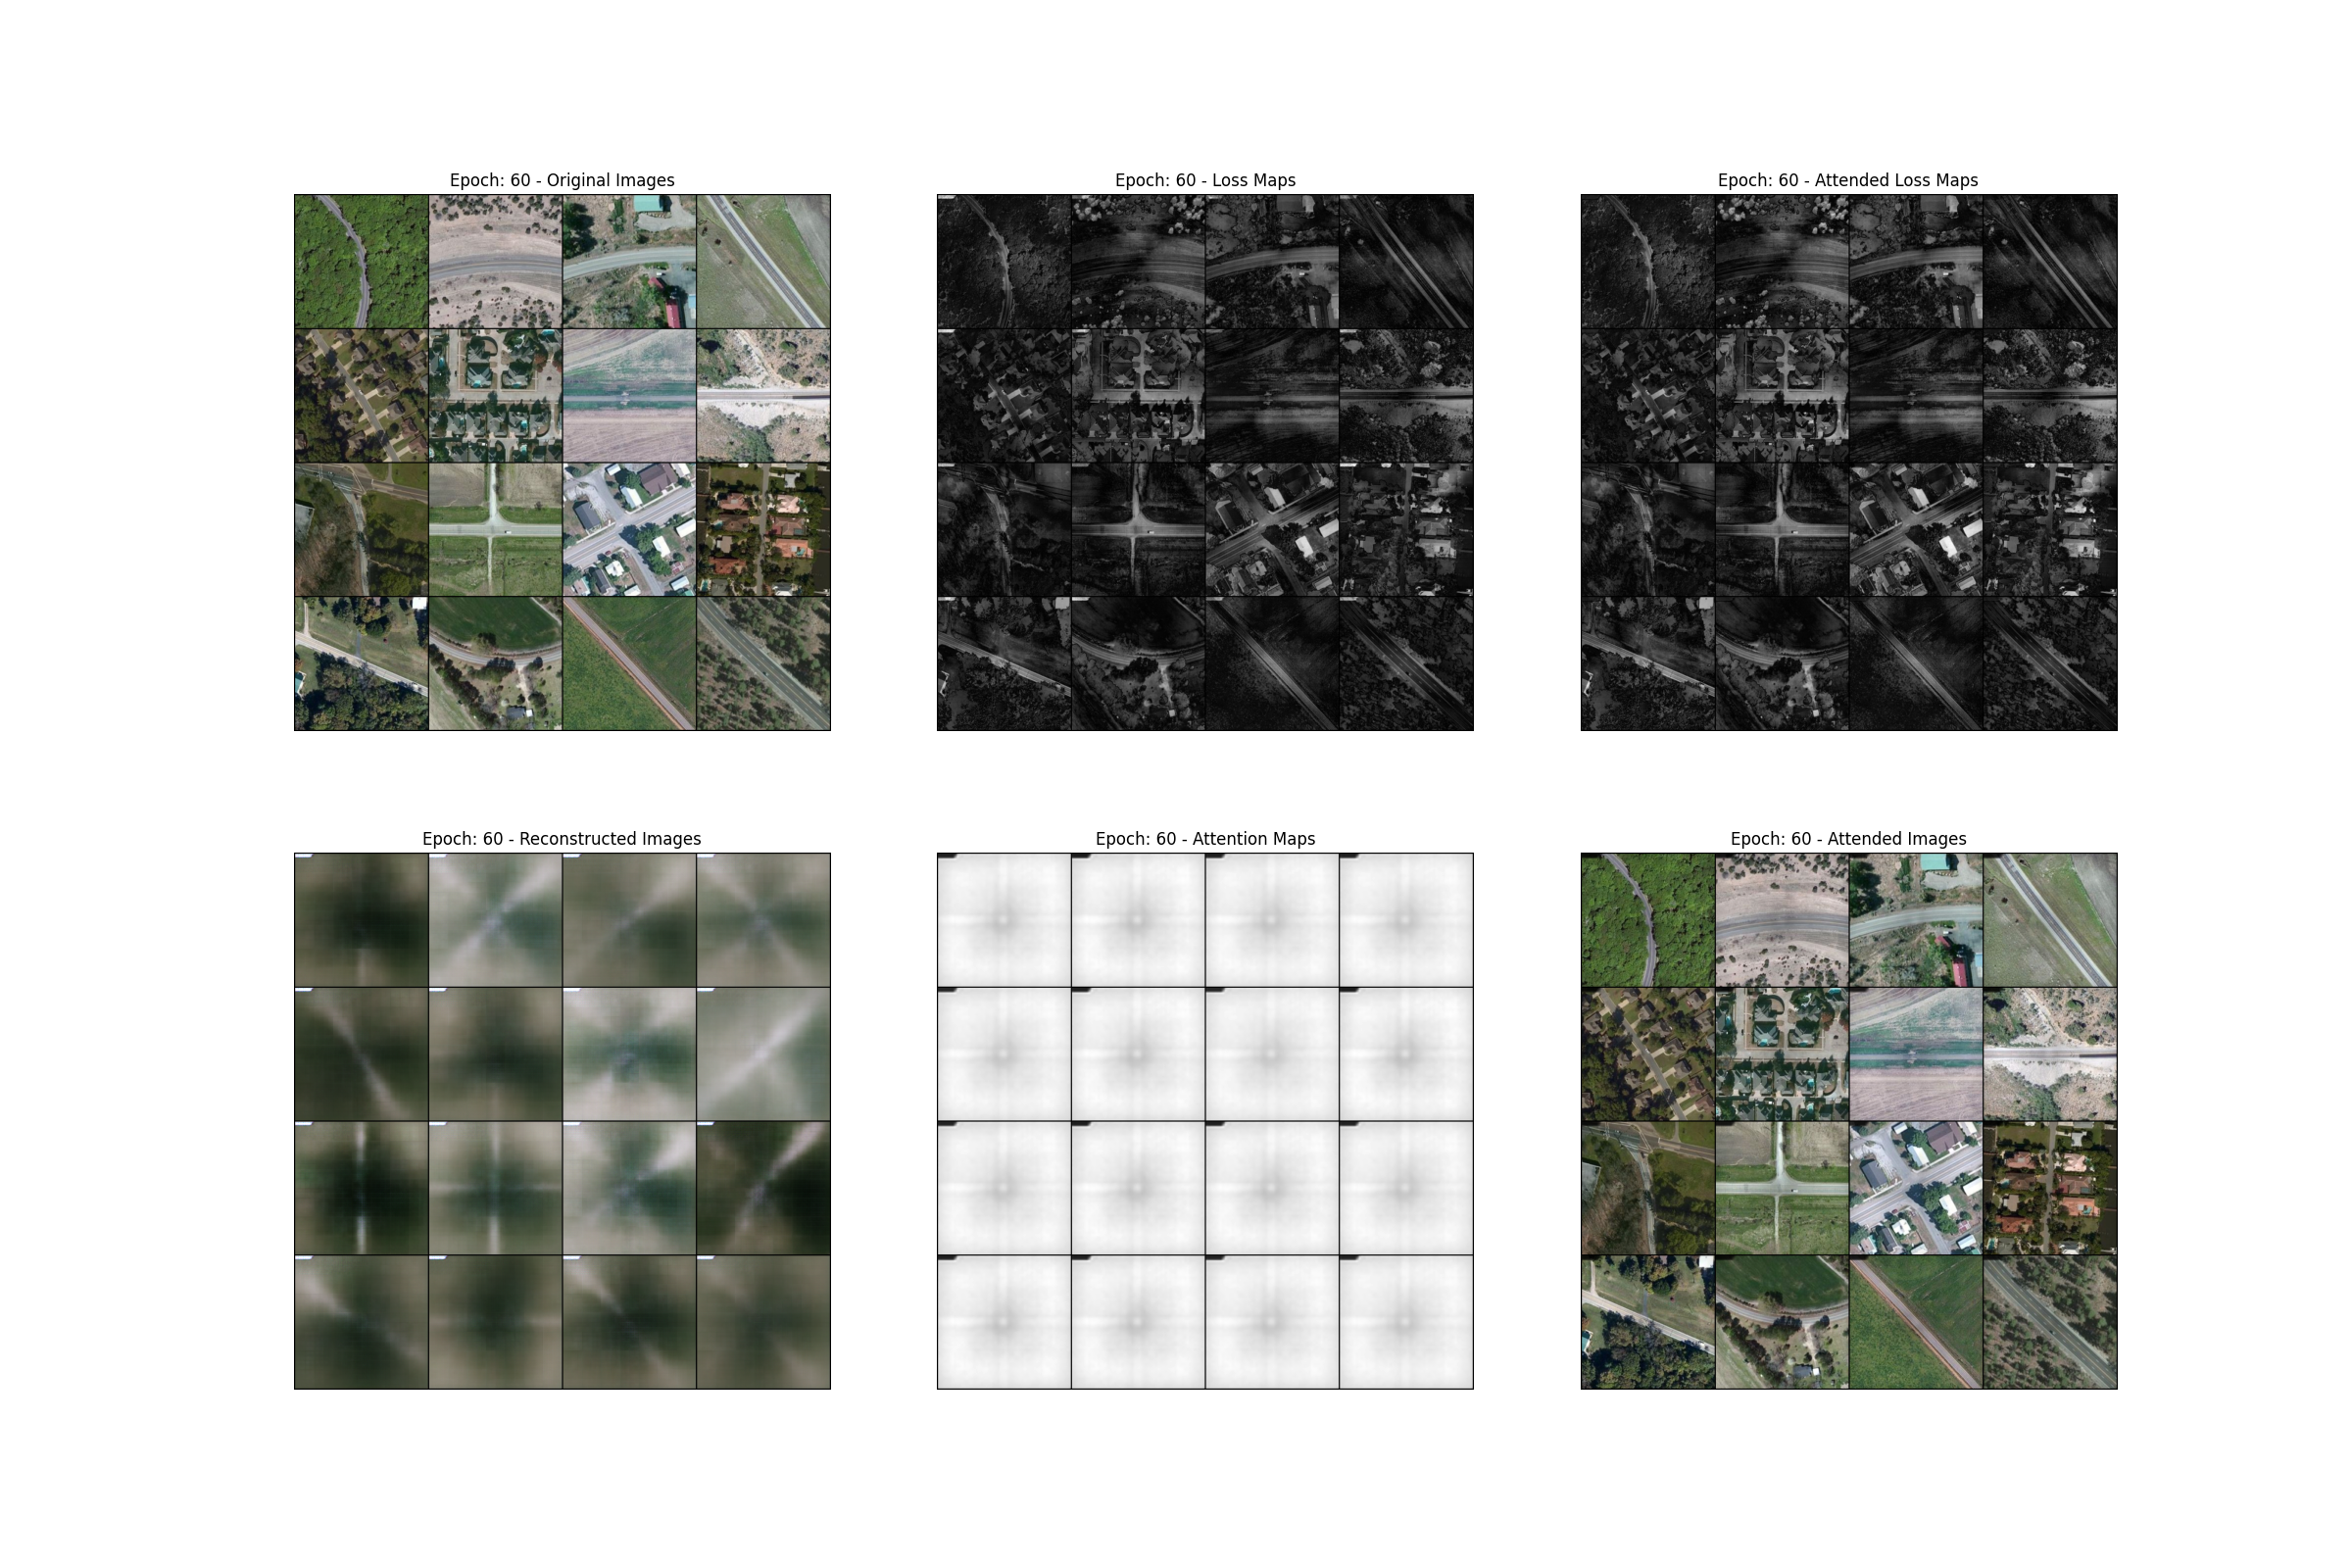 Epoch: 60 - Original Images
Epoch: 60 - Loss Maps
Epoch: 60 - Attended Loss Maps
Epoch: 60 - Reconstructed Images
Epoch: 60 - Attention Maps
Epoch: 60 - Attended Images